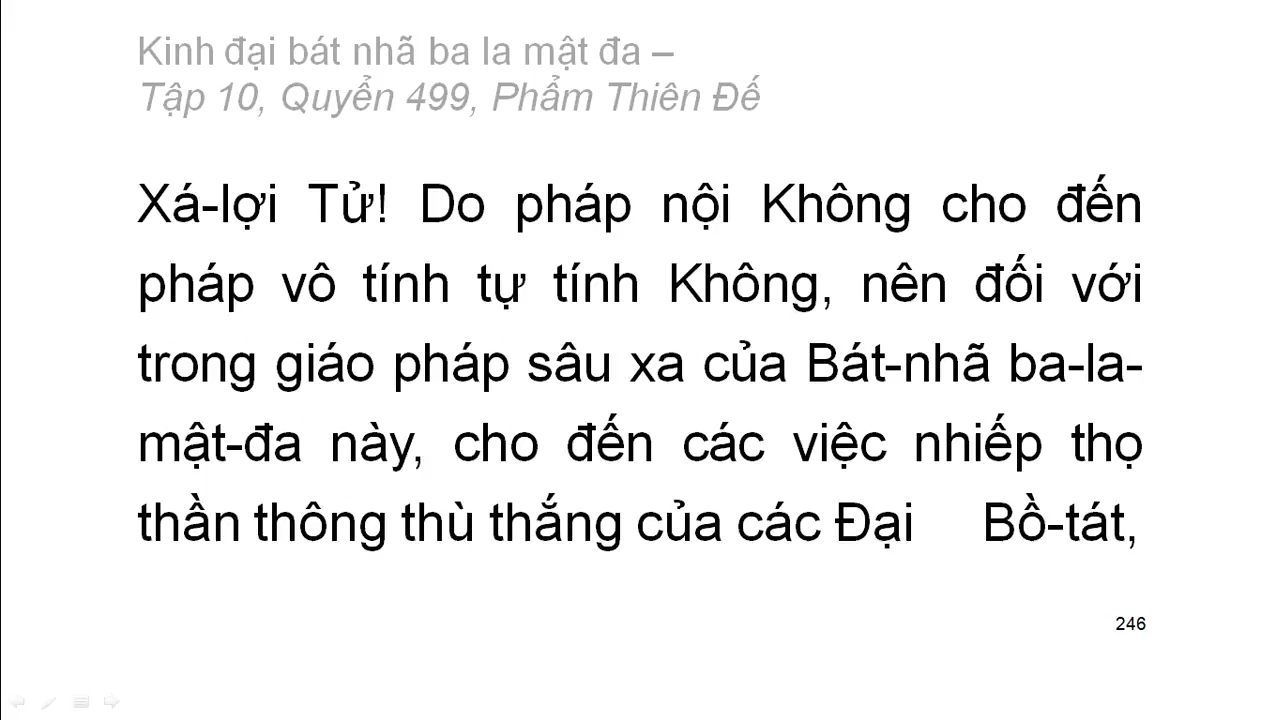 Kinh đại bát nhã ba la mật đa –
Tập 10, Quyển 499, Phẩm Thiên Đế
Xá-lợi Tử! Do pháp nội Không cho đến
pháp vô tính tự tính Không, nên đối với
trong giáo pháp sâu xa của Bát-nhã ba-la-
mật-đa này, cho đến các việc nhiếp thọ
thần thông thù thắng của các Đại Bồ-tát,
246